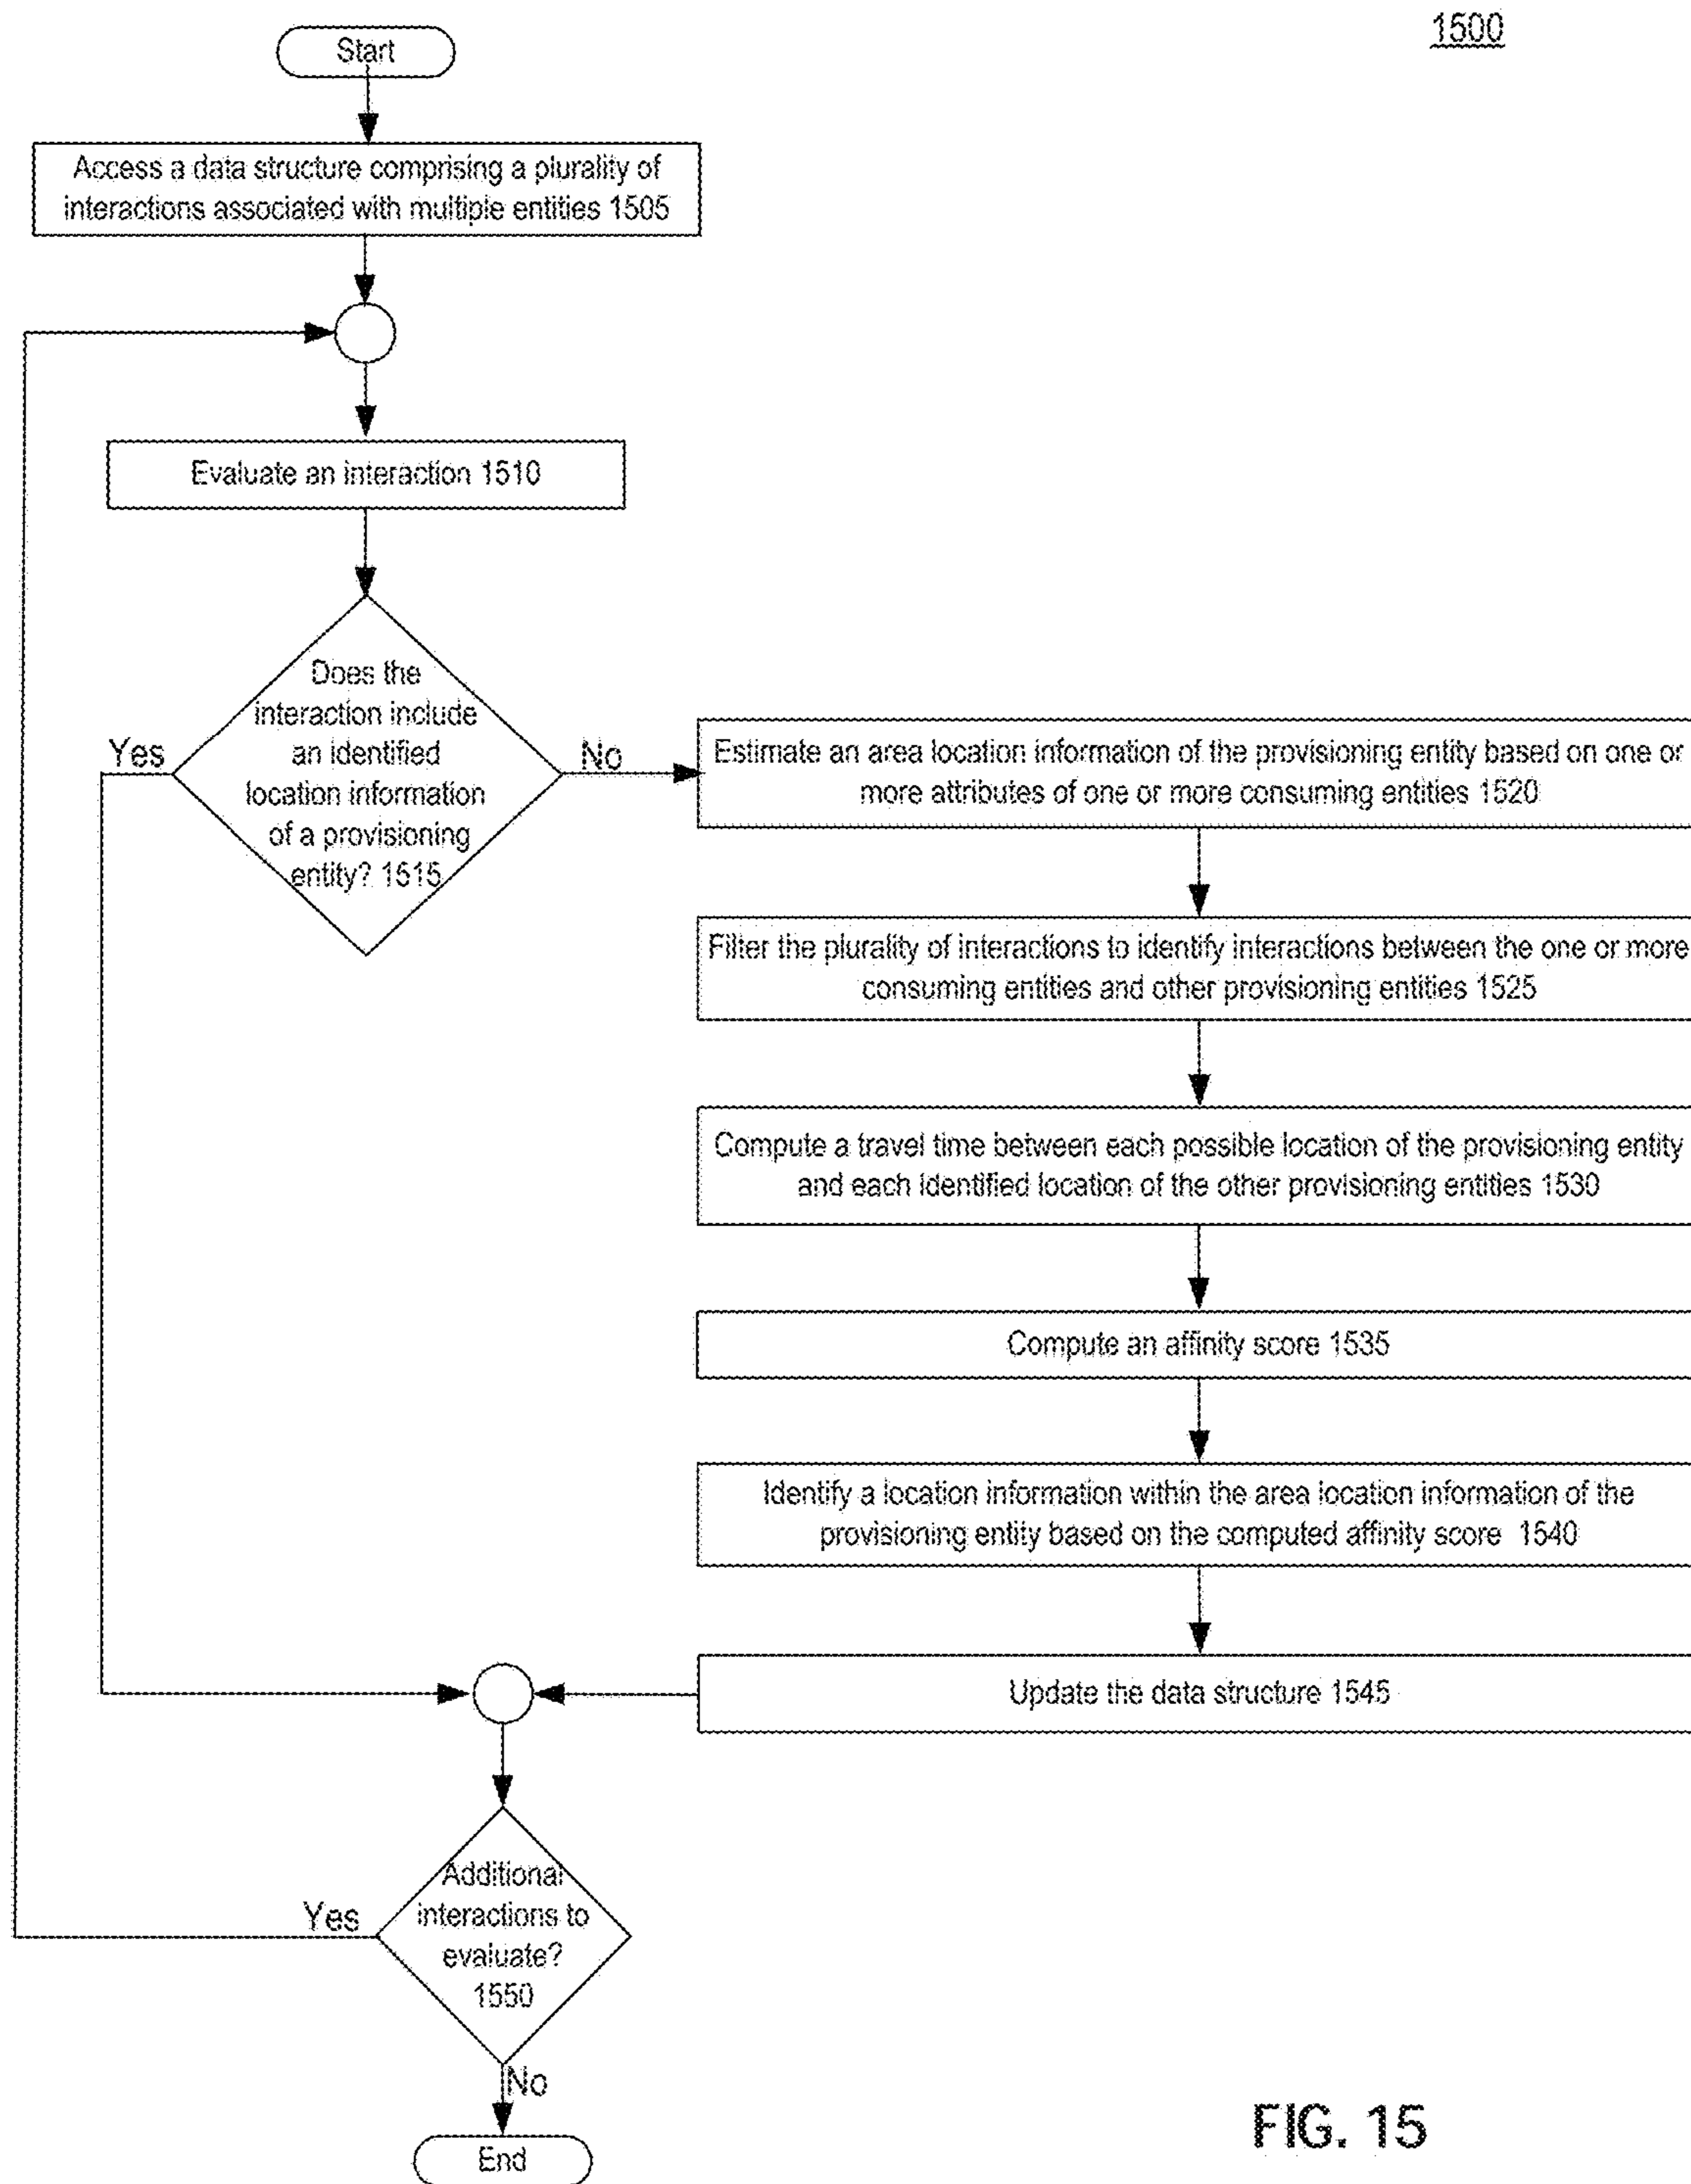 1500
Start
Access a data structure comprising a plurality of
interactions associated with multiple entities 1505
Evaluate an interaction 1510
Does the
interaction include
an identified
location information
of a provisioning
entity? 1515
Yes
No
Estimate an area location information of the provisioning entity based on one or
more attributes of one or more consuming entities 1520
Filter the plurality of interactions to identify interactions between the one or more
consuming entities and other provisioning entities 1525
Compute a travel time between each possible location of the provisioning entity
and each identified location of the other provisioning entities 1530
Compute an affinity score 1535
Identify a location information within the area location information of the
provisioning entity based on the computed affinity score 1540
Update the data structure 1545
Additional
interactions to
evaluate?
1550
Yes
No
End
FIG. 15